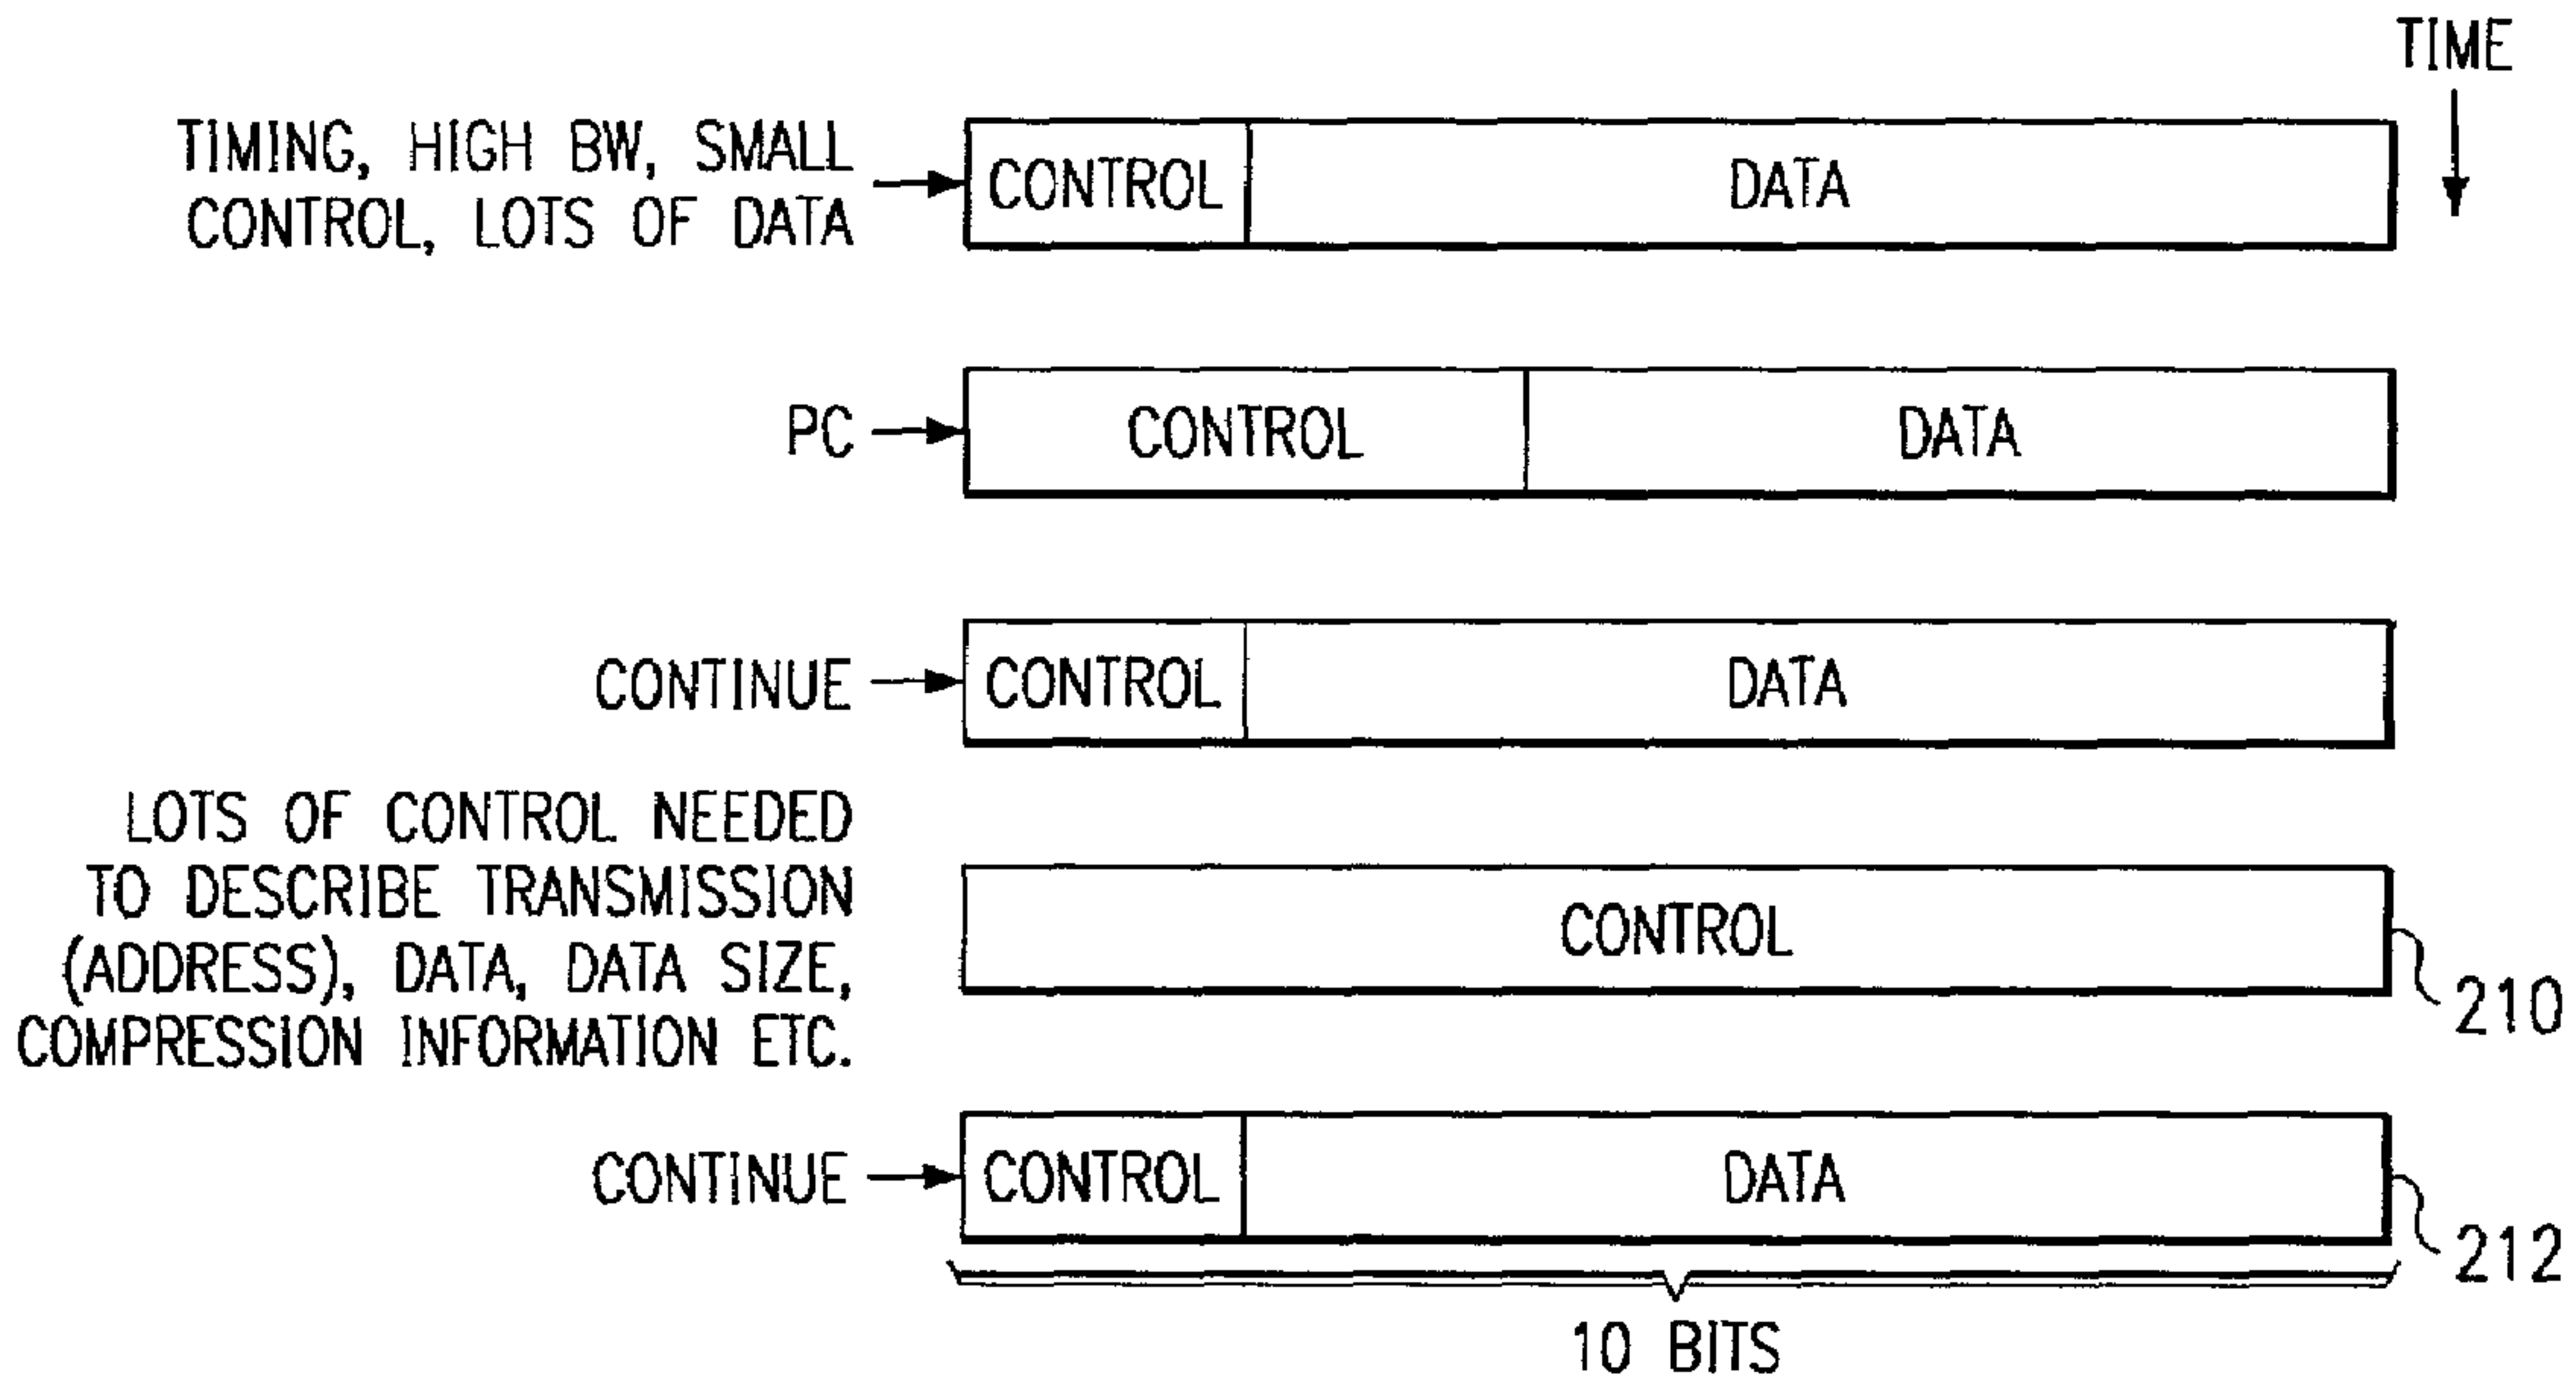 TIME
TIMING, HIGH BW, SMALL
CONTROL, LOTS OF DATA
CONTROL
DATA
PC
CONTROL
DATA
CONTINUE
CONTROL
DATA
LOTS OF CONTROL NEEDED
TO DESCRIBE TRANSMISSION
(ADDRESS), DATA, DATA SIZE,
COMPRESSION INFORMATION ETC.
CONTROL
210
CONTINUE
CONTROL
DATA
212
10 BITS